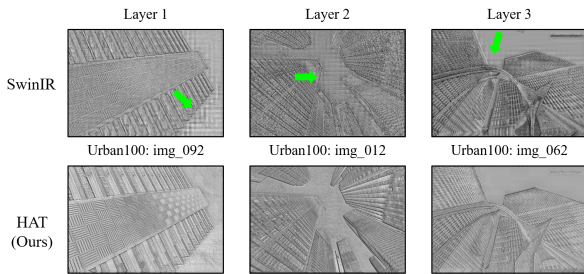 Layer 1 Layer 2 Layer 3
SwinIR
Urban100: img_092 Urban100: img_012 Urban100: img_062
HAT
(Ours)